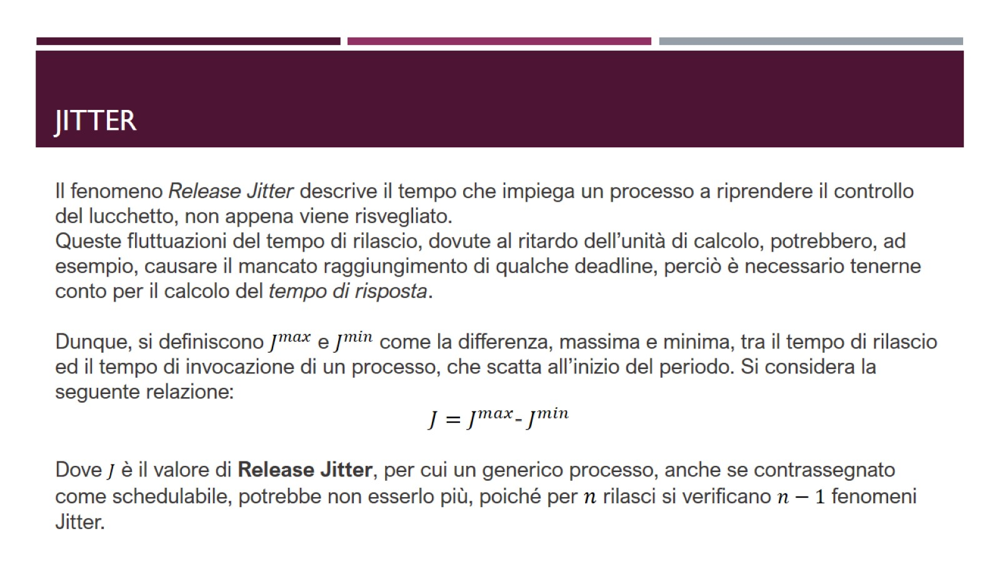 JITTER
Il fenomeno Release Jitter descrive il tempo che impiega un processo a riprendere il controllo
del lucchetto, non appena viene risvegliato.
Queste fluttuazioni del tempo di rilascio, dovute al ritardo dell’unità di calcolo, potrebbero, ad
esempio, causare il mancato raggiungimento di qualche deadline, perciò è necessario tenerne
conto per il calcolo del tempo di risposta.
Dunque, si definiscono J^max e J^min come la differenza, massima e minima, tra il tempo di rilascio
ed il tempo di invocazione di un processo, che scatta all’inizio del periodo. Si considera la
seguente relazione:
J = J^max - J^min
Dove J è il valore di Release Jitter, per cui un generico processo, anche se contrassegnato
come schedulabile, potrebbe non esserlo più, poiché per n rilasci si verificano n − 1 fenomeni
Jitter.